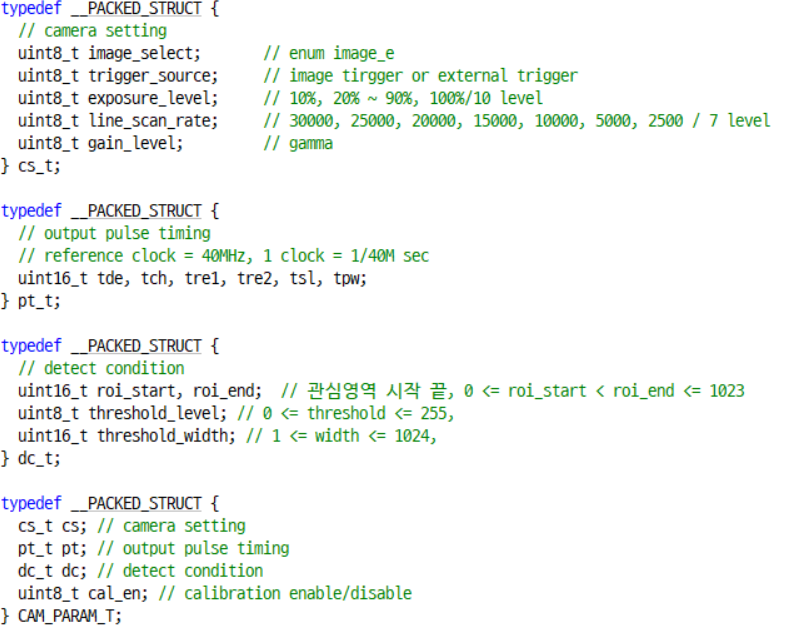 typedef __PACKED_STRUCT {
  // camera setting
  uint8_t image_select;       // enum image_e
  uint8_t trigger_source;     // image tirgger or external trigger
  uint8_t exposure_level;     // 10%, 20% ~ 90%, 100%/10 level
  uint8_t line_scan_rate;     // 30000, 25000, 20000, 15000, 10000, 5000, 2500 / 7 level
  uint8_t gain_level;         // gamma
} cs_t;

typedef __PACKED_STRUCT {
  // output pulse timing
  // reference clock = 40MHz, 1 clock = 1/40M sec
  uint16_t tde, tch, tre1, tre2, tsl, tpw;
} pt_t;

typedef __PACKED_STRUCT {
  // detect condition
  uint16_t roi_start, roi_end;  // 관심영역 시작 끝, 0 <= roi_start < roi_end <= 1023
  uint8_t threshold_level; // 0 <= threshold <= 255,
  uint16_t threshold_width; // 1 <= width <= 1024,
} dc_t;

typedef __PACKED_STRUCT {
  cs_t cs; // camera setting
  pt_t pt; // output pulse timing
  dc_t dc; // detect condition
  uint8_t cal_en; // calibration enable/disable
} CAM_PARAM_T;